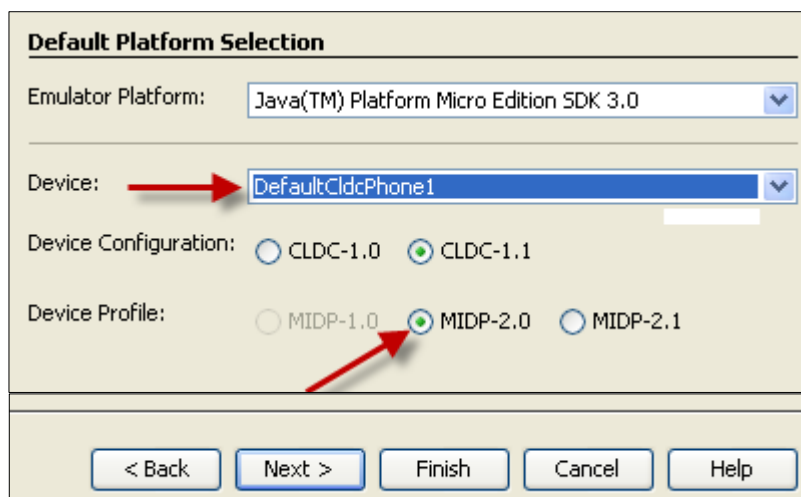 Default Platform Selection
Emulator Platform: Java(TM) Platform Micro Edition SDK 3.0
Device: DefaultCldcPhone1
Device Configuration: CLDC-1.0 CLDC-1.1
Device Profile: MIDP-1.0 MIDP-2.0 MIDP-2.1
< Back Next > Finish Cancel Help